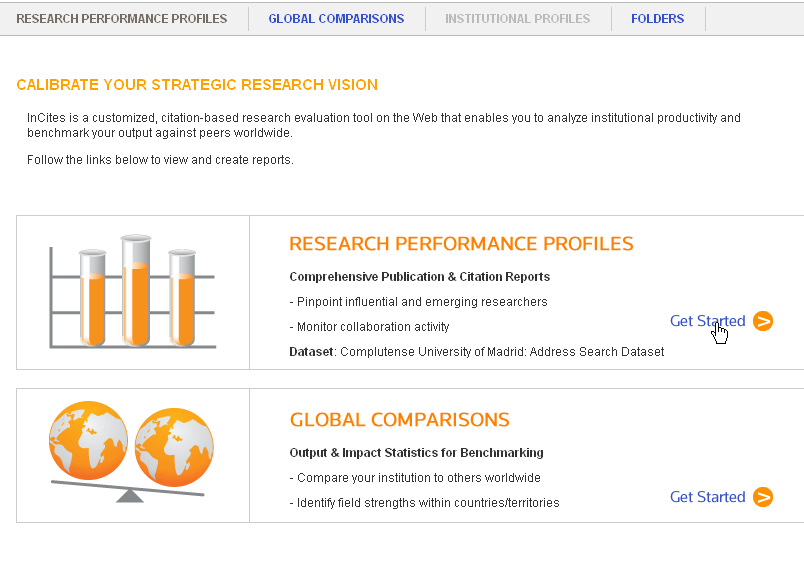 RESEARCH PERFORMANCE PROFILES GLOBAL COMPARISONS INSTITUTIONAL PROFILES FOLDERS
CALIBRATE YOUR STRATEGIC RESEARCH VISION
InCites is a customized, citation-based research evaluation tool on the Web that enables you to analyze institutional productivity and
benchmark your output against peers worldwide.
Follow the links below to view and create reports.
RESEARCH PERFORMANCE PROFILES
Comprehensive Publication & Citation Reports
- Pinpoint influential and emerging researchers
- Monitor collaboration activity
Dataset: Complutense University of Madrid: Address Search Dataset
Get Started >
GLOBAL COMPARISONS
Output & Impact Statistics for Benchmarking
- Compare your institution to others worldwide
- Identify field strengths within countries/territories
Get Started >